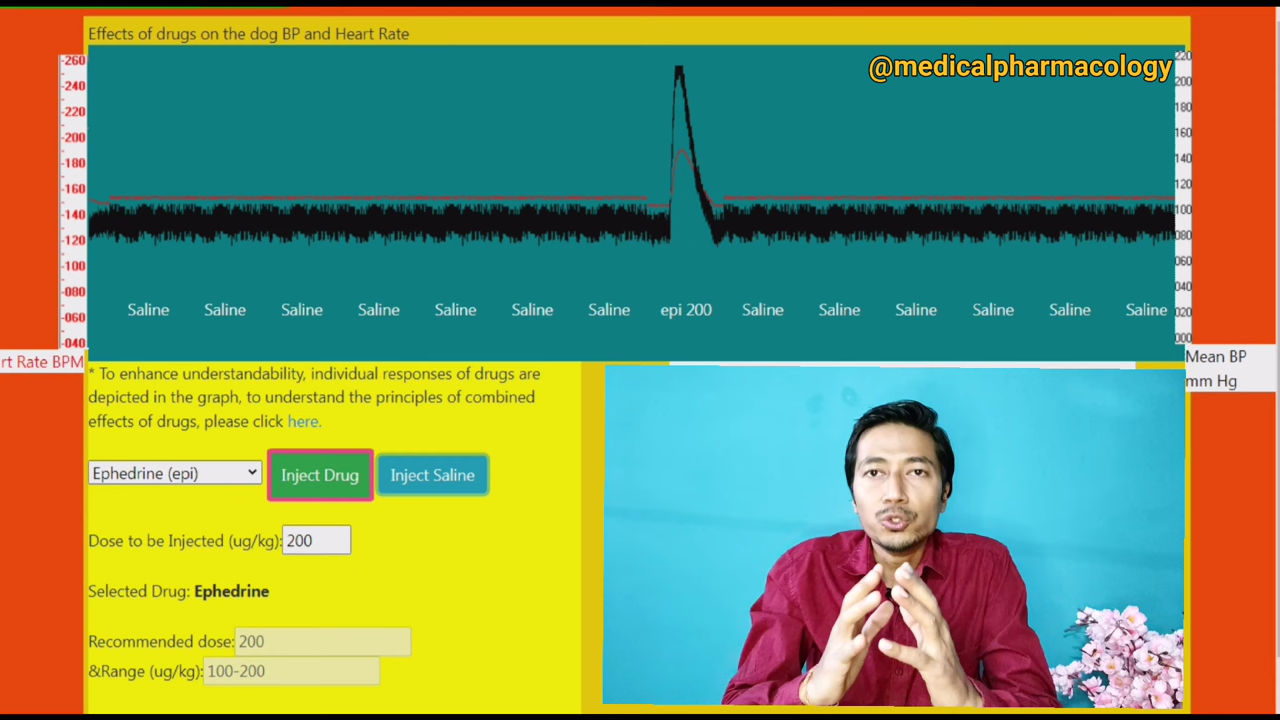 Effects of drugs on the dog BP and Heart Rate
@medicalpharmacology
-260
-240
-220
-200
-180
-160
-140
-120
-100
-080
-060
-040
220
200
180
160
140
120
100
080
060
040
020
000
Saline Saline Saline Saline Saline Saline Saline epi 200 Saline Saline Saline Saline Saline Saline
rt Rate BPM
Mean BP
mm Hg
* To enhance understandability, individual responses of drugs are
depicted in the graph, to understand the principles of combined
effects of drugs, please click here.
Ephedrine (epi) Inject Drug Inject Saline
Dose to be Injected (ug/kg): 200
Selected Drug: Ephedrine
Recommended dose: 200
&Range (ug/kg): 100-200